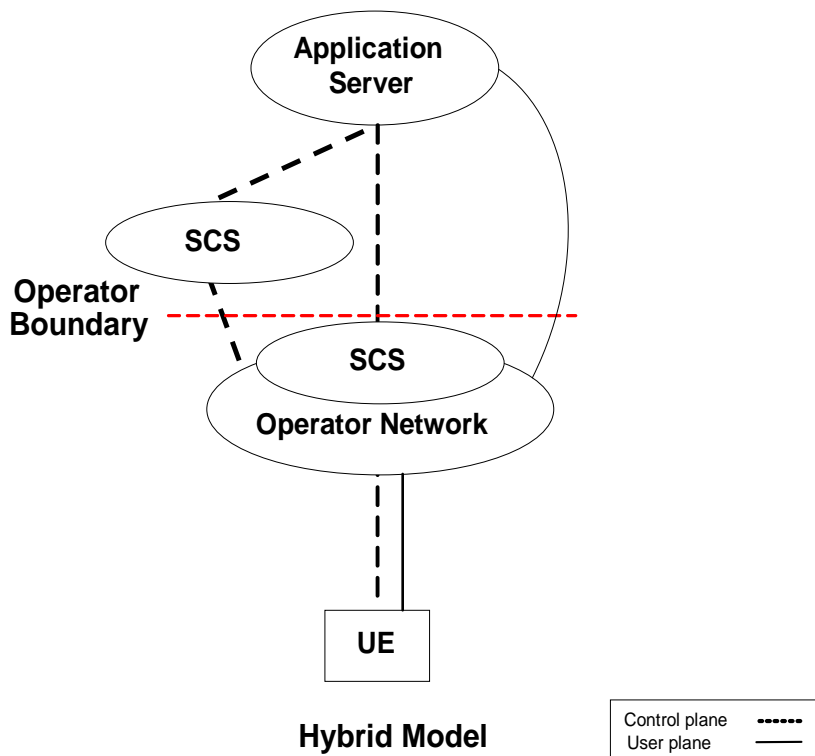 Application
Server
SCS
Operator
Boundary
SCS
Operator Network
UE
Hybrid Model
Control plane
User plane